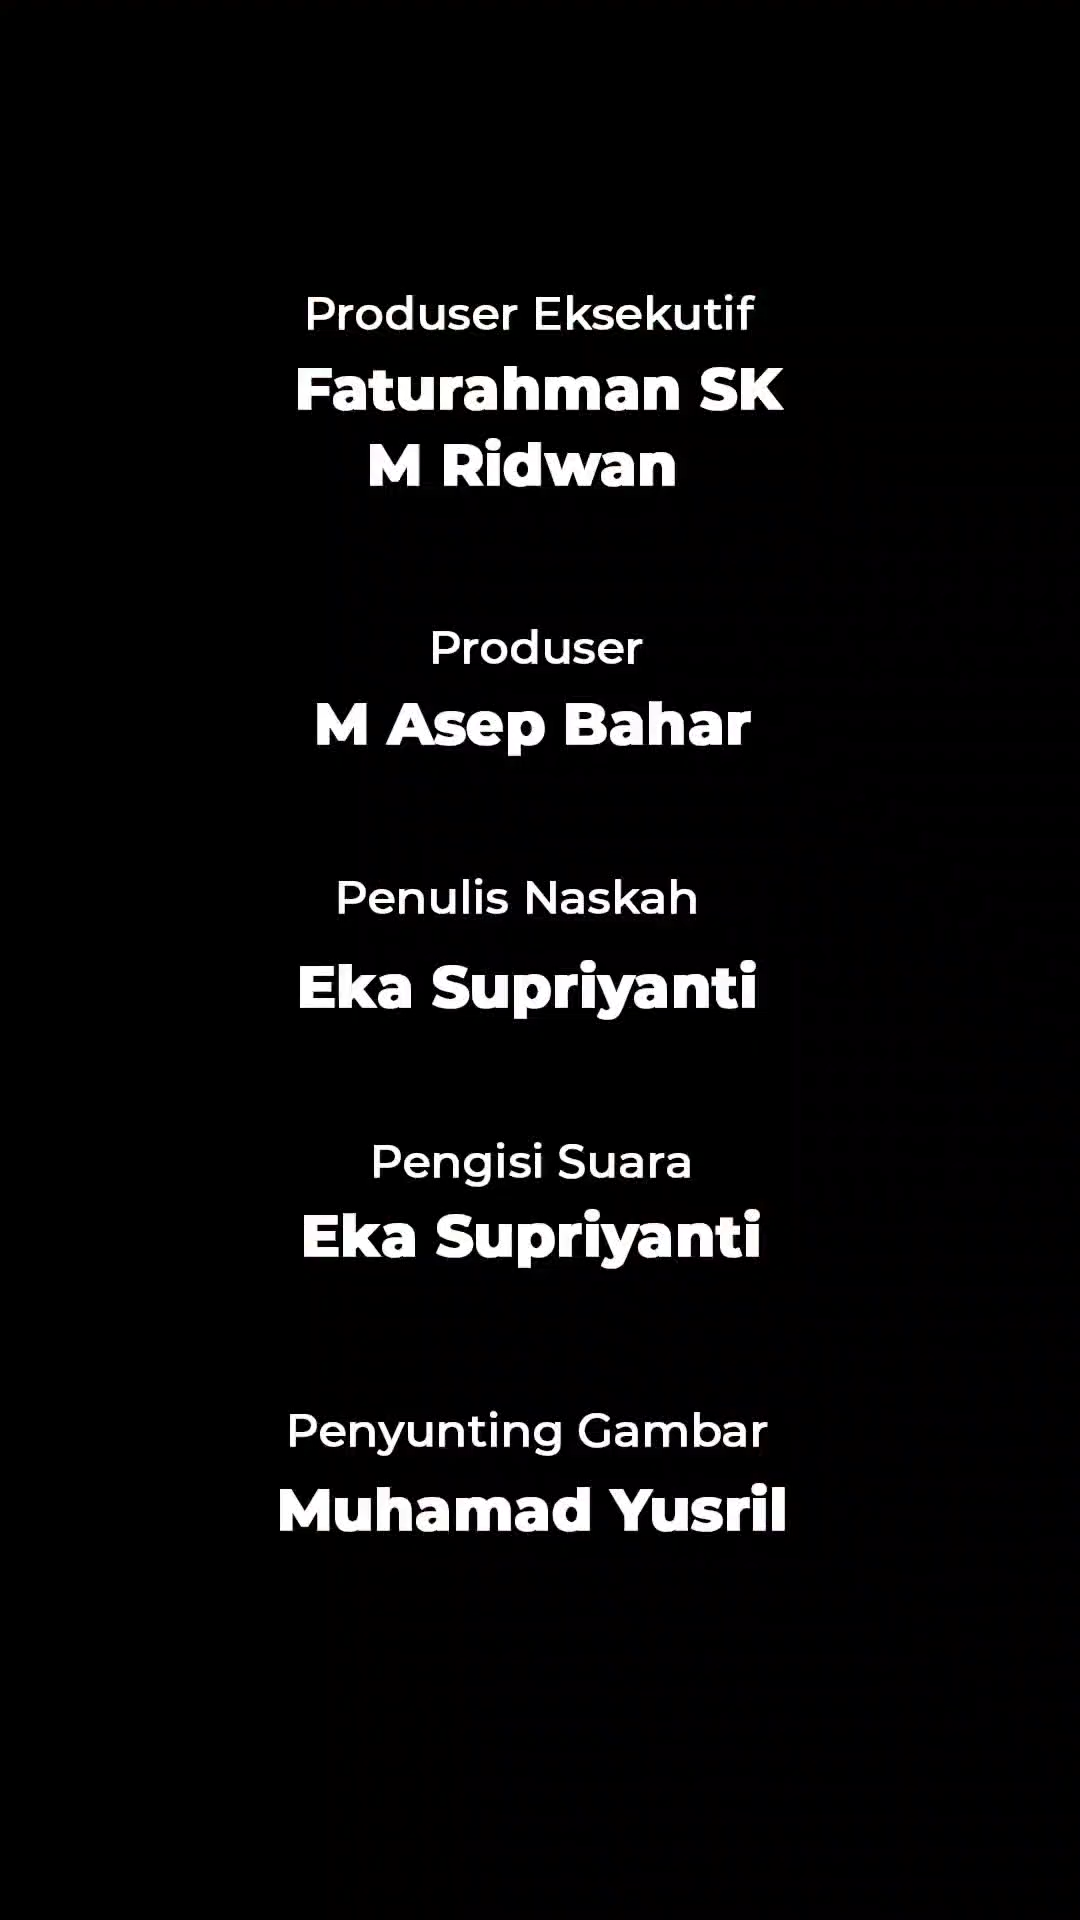 Produser Eksekutif
Faturahman SK
M Ridwan
Produser
M Asep Bahar
Penulis Naskah
Eka Supriyanti
Pengisi Suara
Eka Supriyanti
Penyunting Gambar
Muhamad Yusril